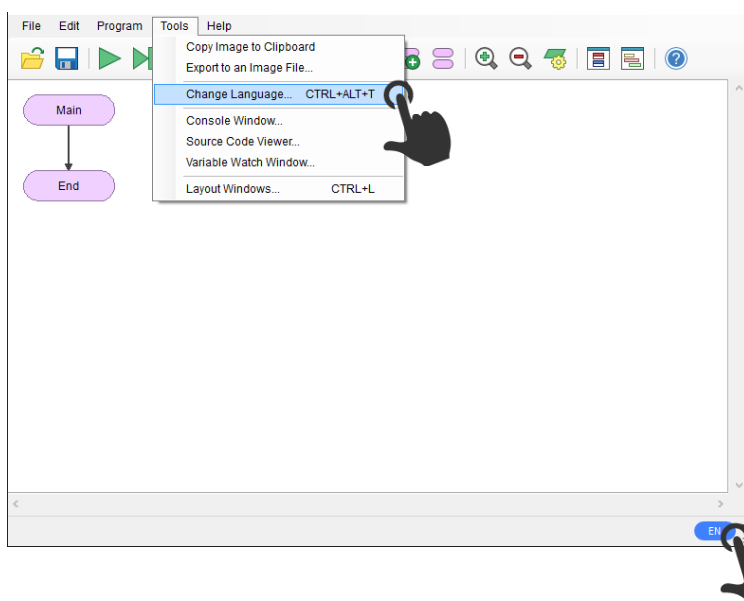 File Edit Program Tools Help
Copy Image to Clipboard
Export to an Image File...
Change Language... CTRL+ALT+T
Console Window...
Source Code Viewer...
Variable Watch Window...
Layout Windows... CTRL+L
Main
End
EN